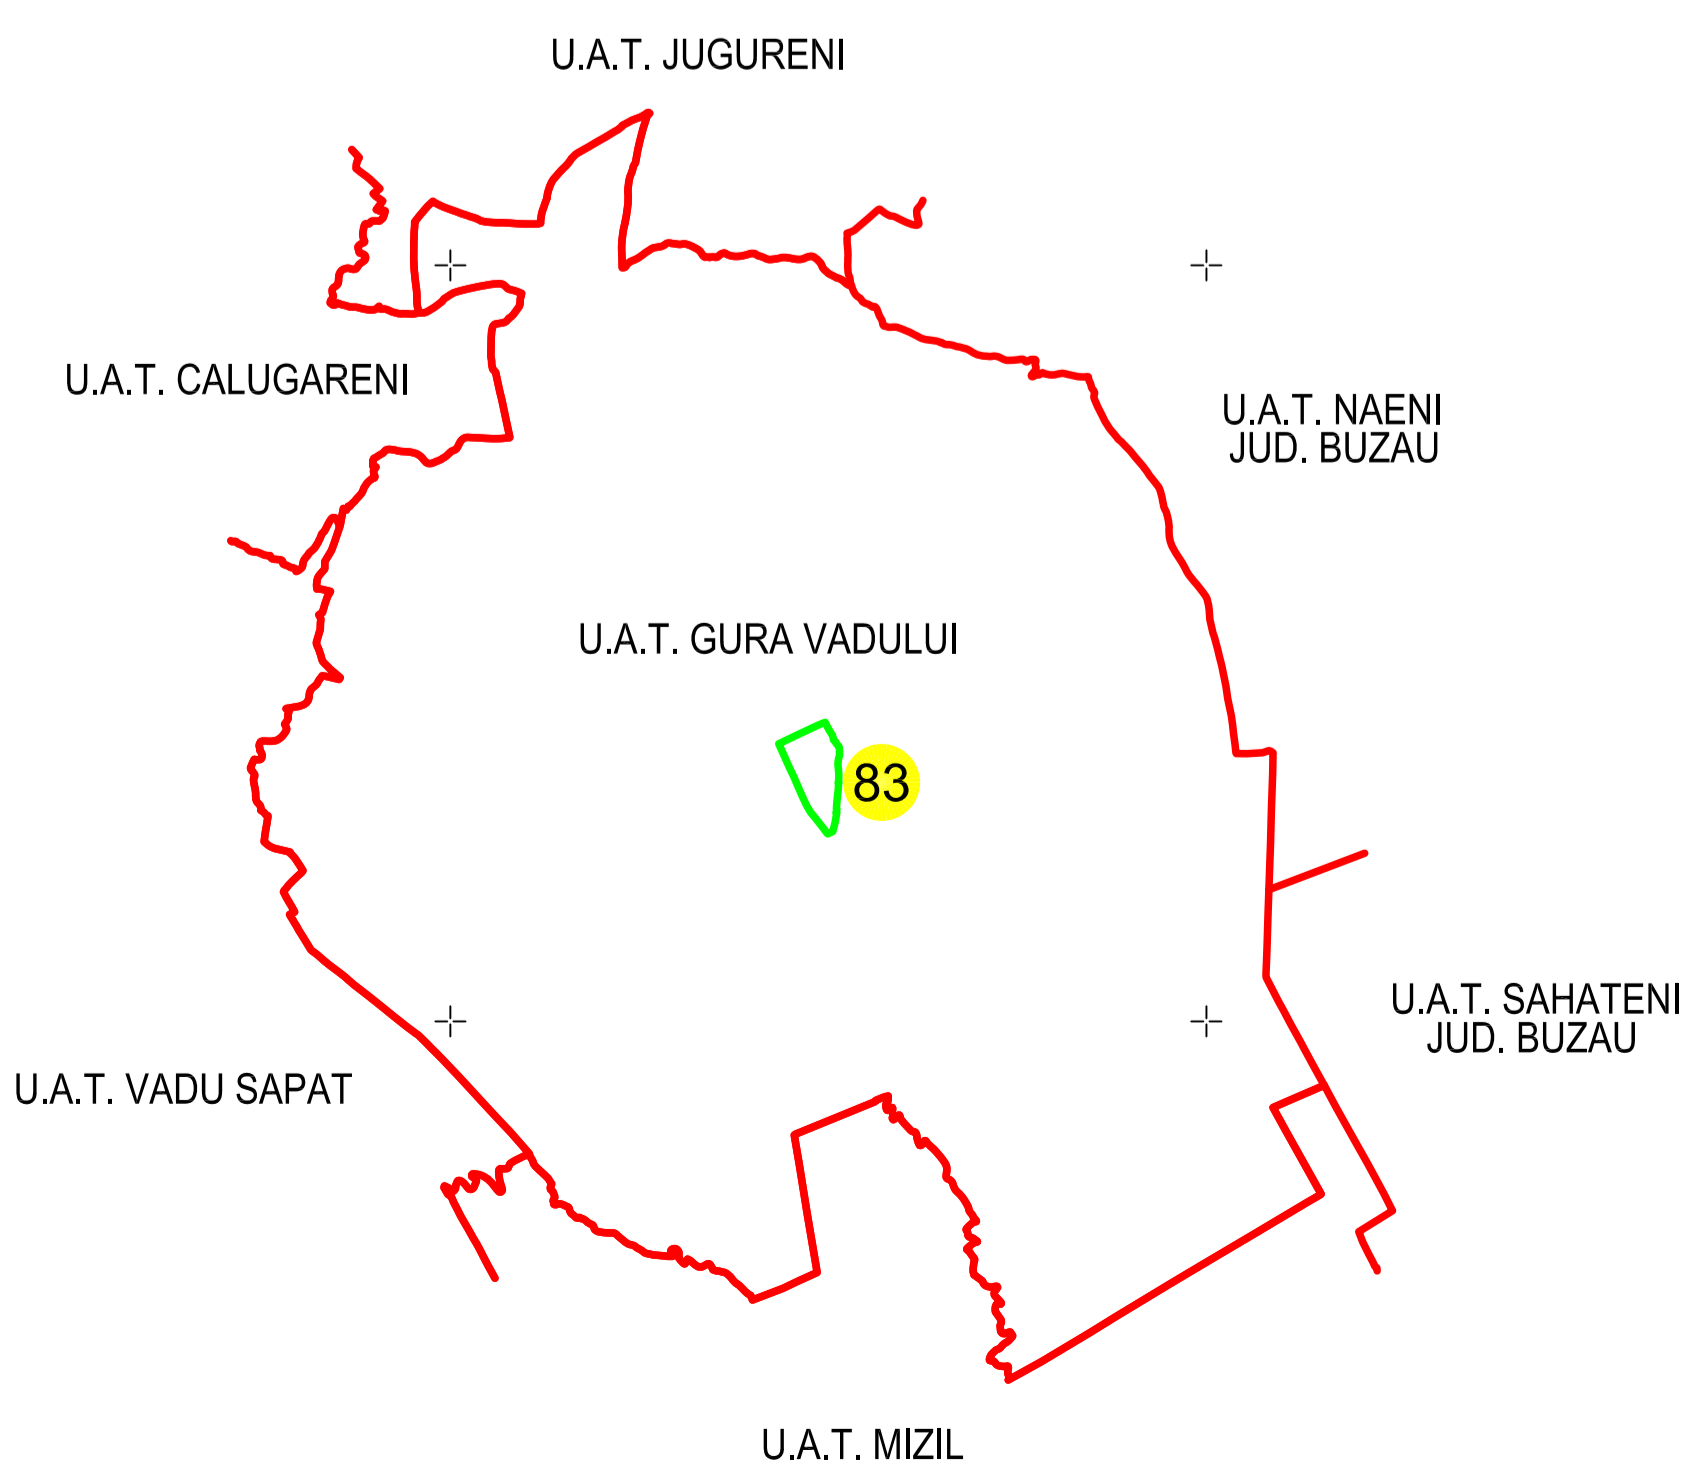 U.A.T. JUGURENI
U.A.T. CALUGARENI
U.A.T. NAENI
JUD. BUZAU
U.A.T. GURA VADULUI
83
U.A.T. SAHATENI
JUD. BUZAU
U.A.T. VADU SAPAT
U.A.T. MIZIL